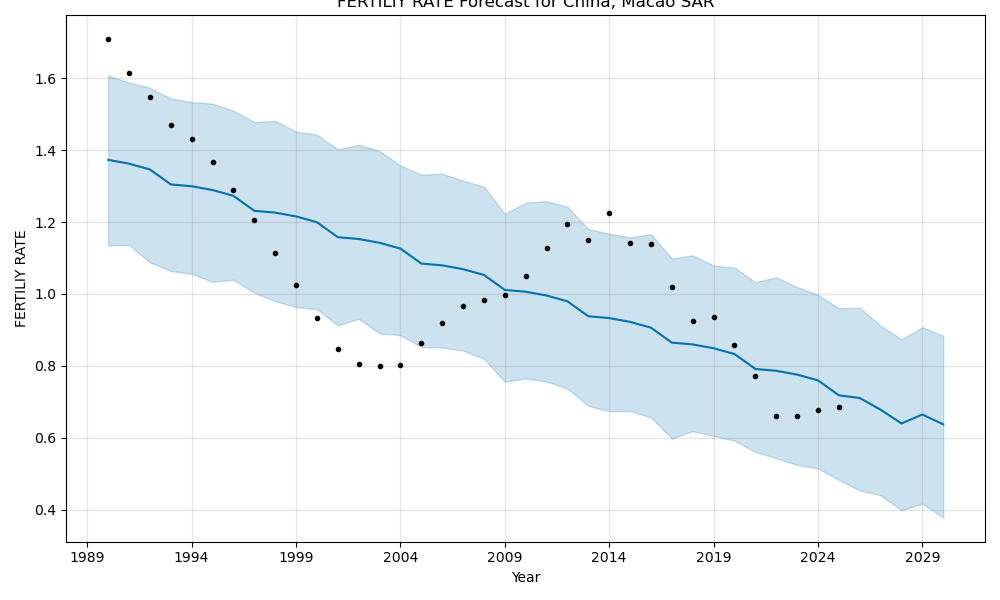 FERTILIY RATE Forecast for China, Macao SAR
1.6
1.4
1.2
1.0
0.8
0.6
0.4
FERTILIY RATE
1989 1994 1999 2004 2009 2014 2019 2024 2029
Year